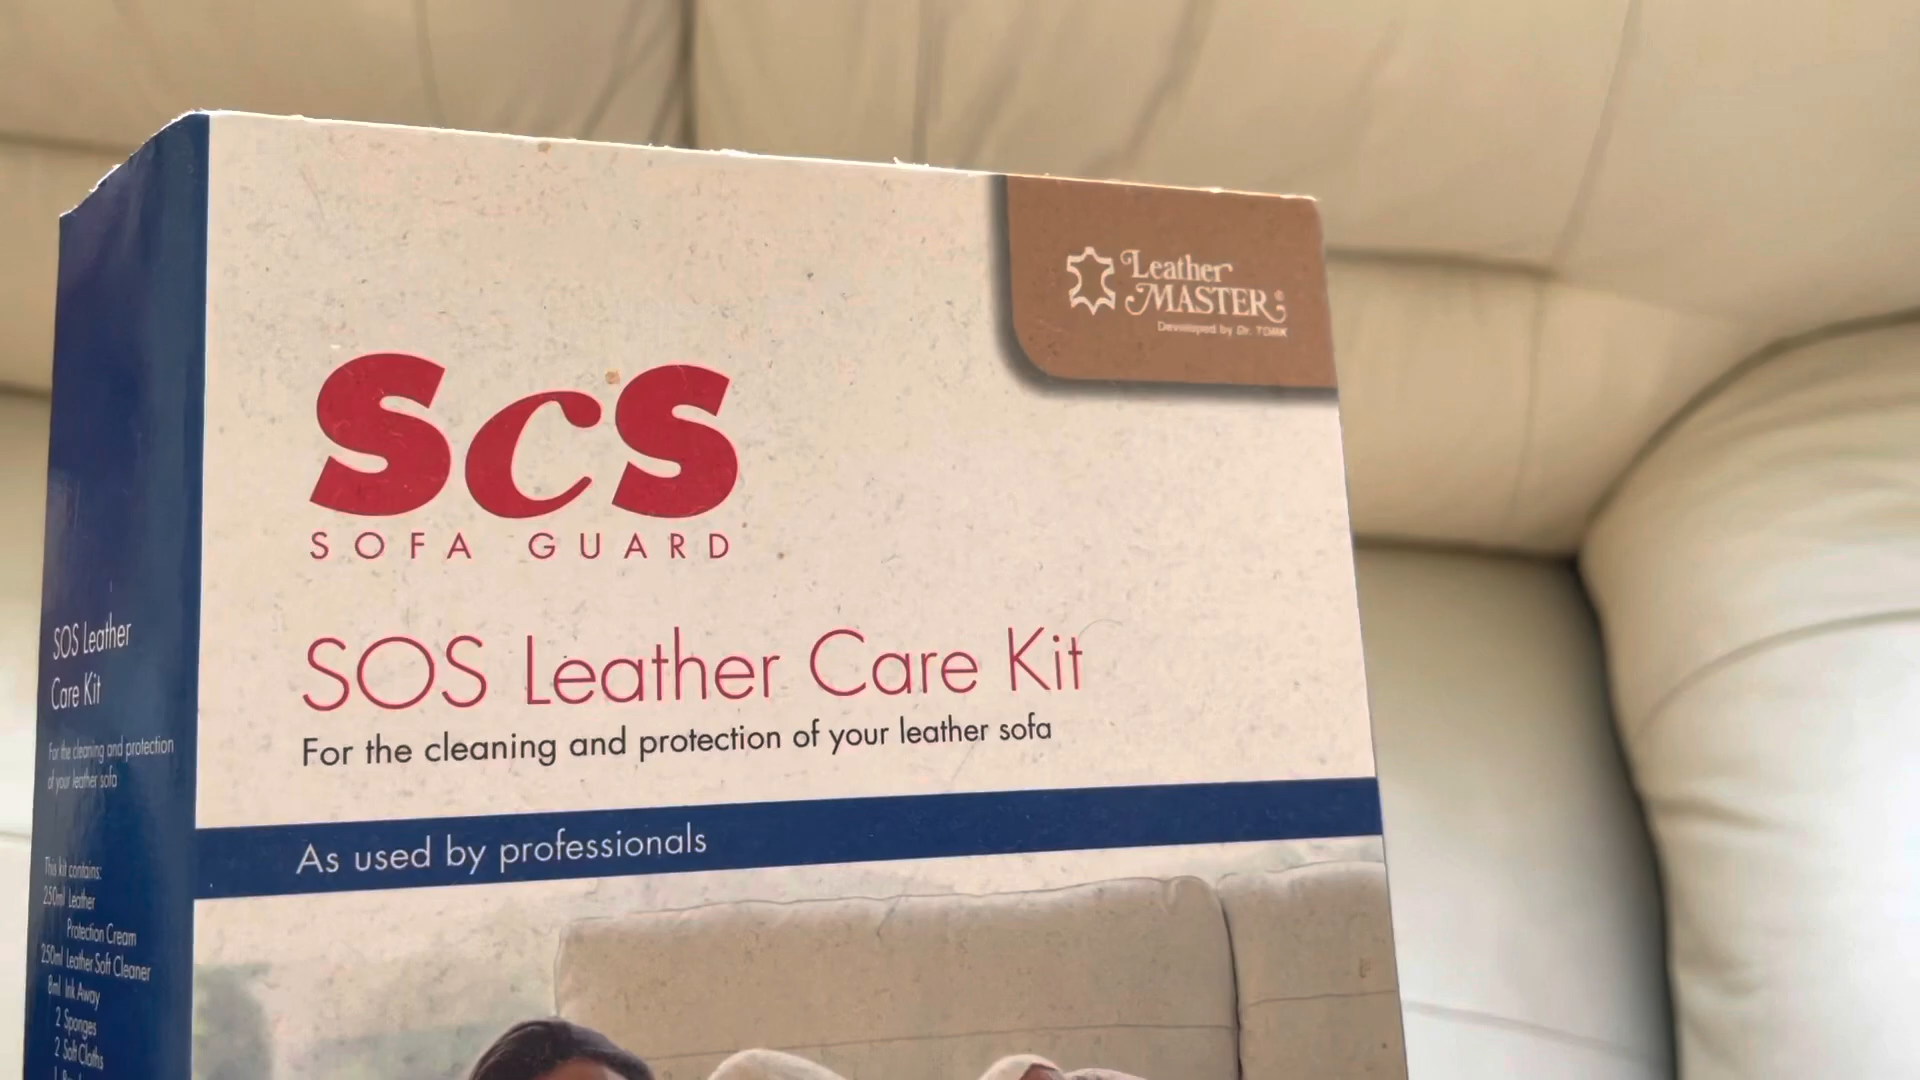 Leather
MASTER®
Developed by Dr. TORK
ScS
SOFA GUARD
SOS Leather Care Kit
For the cleaning and protection of your leather sofa
As used by professionals
SOS Leather
Care Kit
For the cleaning and protection
of your leather sofa
This kit contains:
250ml Leather
Protection Cream
250ml Leather Soft Cleaner
8ml Ink Away
2 Sponges
2 Soft Cloths